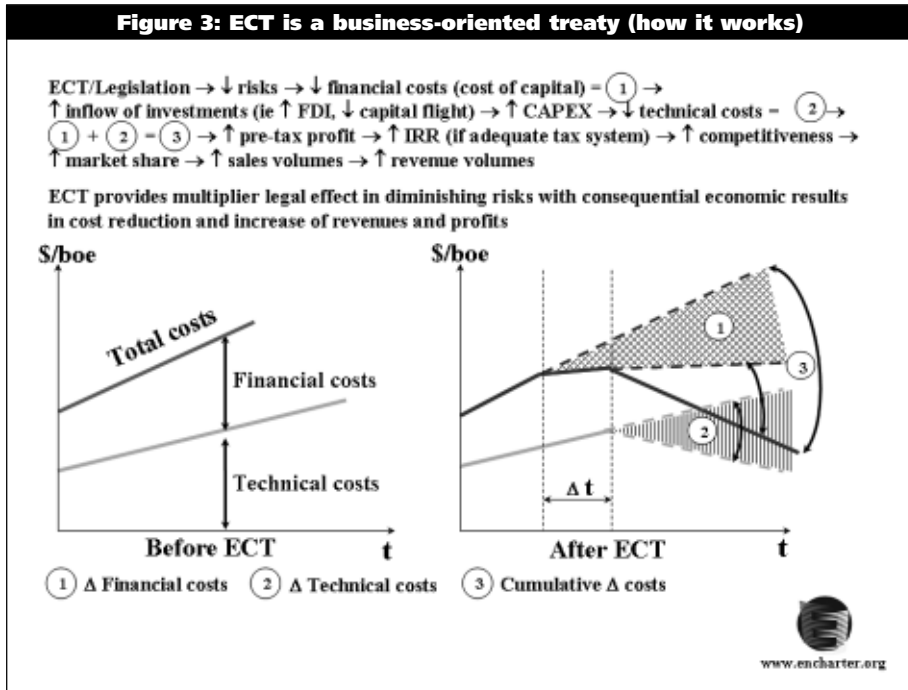 Figure 3: ECT is a business-oriented treaty (how it works)
ECT/Legislation → ↓ risks → ↓ financial costs (cost of capital) = 1 →
↑ inflow of investments (ie ↑ FDI, ↓ capital flight) → ↑ CAPEX → ↓ technical costs = 2 →
1 + 2 = 3 → ↑ pre-tax profit → ↑ IRR (if adequate tax system) → ↑ competitiveness →
↑ market share → ↑ sales volumes → ↑ revenue volumes
ECT provides multiplier legal effect in diminishing risks with consequential economic results
in cost reduction and increase of revenues and profits
$/boe
Total costs
Financial costs
Technical costs
Before ECT
t
$/boe
1
3
2
Δ t
After ECT
t
1 Δ Financial costs
2 Δ Technical costs
3 Cumulative Δ costs
www.encharter.org